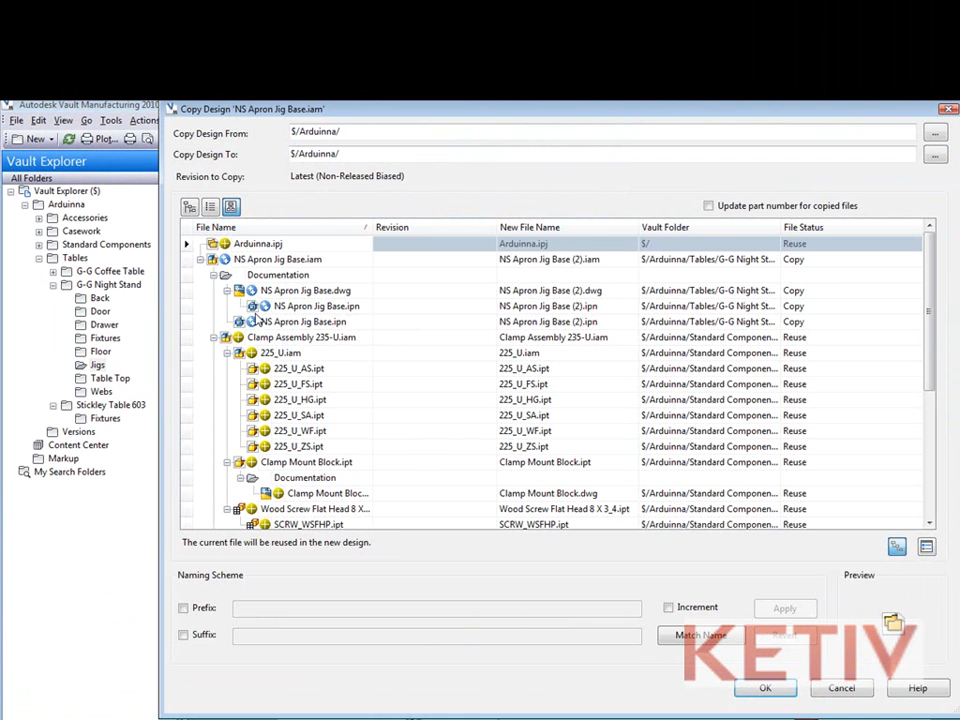 Autodesk Vault Manufacturing 2010
File Edit View Go Tools Actions
New Plot...
Vault Explorer
All Folders
Vault Explorer ($)
Arduinna
Accessories
Casework
Standard Components
Tables
G-G Coffee Table
G-G Night Stand
Back
Door
Drawer
Fixtures
Floor
Jigs
Table Top
Webs
Stickley Table 603
Fixtures
Versions
Content Center
Markup
My Search Folders
Copy Design 'NS Apron Jig Base.iam'
Copy Design From: $/Arduinna/ ...
Copy Design To: $/Arduinna/ ...
Revision to Copy: Latest (Non-Released Biased)
Update part number for copied files
File Name Revision New File Name Vault Folder File Status
Arduinna.ipj Arduinna.ipj $/ Reuse
NS Apron Jig Base.iam NS Apron Jig Base (2).iam $/Arduinna/Tables/G-G Night St... Copy
Documentation
NS Apron Jig Base.dwg NS Apron Jig Base (2).dwg $/Arduinna/Tables/G-G Night St... Copy
NS Apron Jig Base.ipn NS Apron Jig Base (2).ipn $/Arduinna/Tables/G-G Night St... Copy
NS Apron Jig Base.ipn NS Apron Jig Base (2).ipn $/Arduinna/Tables/G-G Night St... Copy
Clamp Assembly 235-U.iam Clamp Assembly 235-U.iam $/Arduinna/Standard Componen... Reuse
225_U.iam 225_U.iam $/Arduinna/Standard Componen... Reuse
225_U_AS.ipt 225_U_AS.ipt $/Arduinna/Standard Componen... Reuse
225_U_FS.ipt 225_U_FS.ipt $/Arduinna/Standard Componen... Reuse
225_U_HG.ipt 225_U_HG.ipt $/Arduinna/Standard Componen... Reuse
225_U_SA.ipt 225_U_SA.ipt $/Arduinna/Standard Componen... Reuse
225_U_WF.ipt 225_U_WF.ipt $/Arduinna/Standard Componen... Reuse
225_U_ZS.ipt 225_U_ZS.ipt $/Arduinna/Standard Componen... Reuse
Clamp Mount Block.ipt Clamp Mount Block.ipt $/Arduinna/Standard Componen... Reuse
Documentation
Clamp Mount Bloc... Clamp Mount Block.dwg $/Arduinna/Standard Componen... Reuse
Wood Screw Flat Head 8 X... Wood Screw Flat Head 8 X 3_4.ipt $/Arduinna/Standard Componen... Reuse
SCRW_WSFHP.ipt SCRW_WSFHP.ipt $/Arduinna/Standard Componen... Reuse
The current file will be reused in the new design.
Naming Scheme
Prefix: Increment Apply
Suffix: Match Name Revert
Preview
KETIV
OK Cancel Help